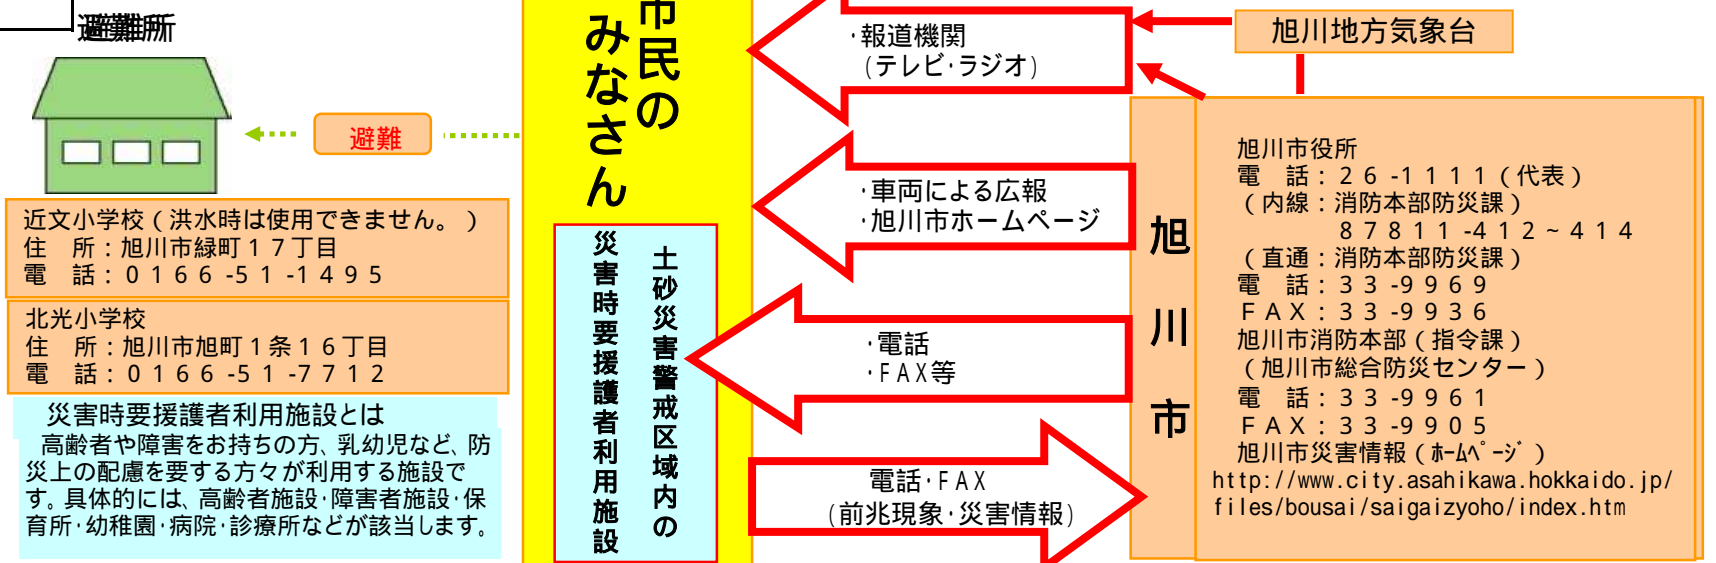 避難所
避難
近文小学校（洪水時は使用できません。）
住　所：旭川市緑町１７丁目
電　話：０１６６-５１-１４９５
北光小学校
住　所：旭川市旭町１条１６丁目
電　話：０１６６-５１-７７１２
災害時要援護者利用施設とは
高齢者や障害をお持ちの方、乳幼児など、防
災上の配慮を要する方々が利用する施設で
す。具体的には、高齢者施設・障害者施設・保
育所・幼稚園・病院・診療所などが該当します。
市民の
みなさん
土砂災害警戒区域内の
災害時要援護者利用施設
・報道機関
（テレビ・ラジオ）
・車両による広報
・旭川市ホームページ
・電話
・FAX等
電話・FAX
（前兆現象・災害情報）
旭川地方気象台
旭川市
旭川市役所
電　話：２６-１１１１（代表）
（内線：消防本部防災課）
８７８１１-４１２～４１４
（直通：消防本部防災課）
電　話：３３-９９６９
ＦＡＸ：３３-９９３６
旭川市消防本部（指令課）
（旭川市総合防災センター）
電　話：３３-９９６１
ＦＡＸ：３３-９９０５
旭川市災害情報（ﾎｰﾑﾍﾟｰｼﾞ）
http://www.city.asahikawa.hokkaido.jp/
files/bousai/saigaizyoho/index.htm